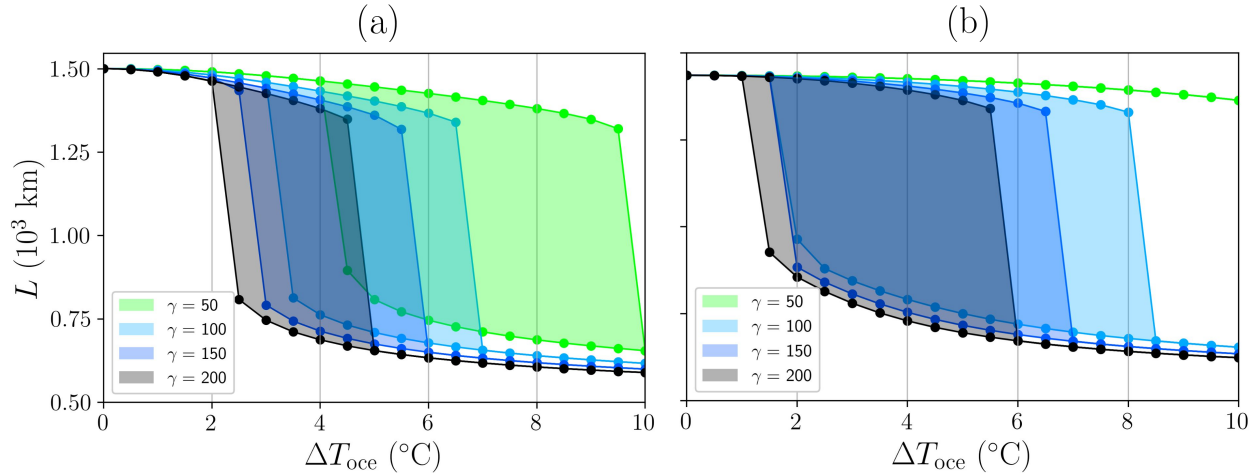 (a)
(b)
L (10³ km)
1.50
1.25
1.00
0.75
0.50
γ = 50
γ = 100
γ = 150
γ = 200
0 2 4 6 8 10
ΔT_oce (°C)
γ = 50
γ = 100
γ = 150
γ = 200
0 2 4 6 8 10
ΔT_oce (°C)